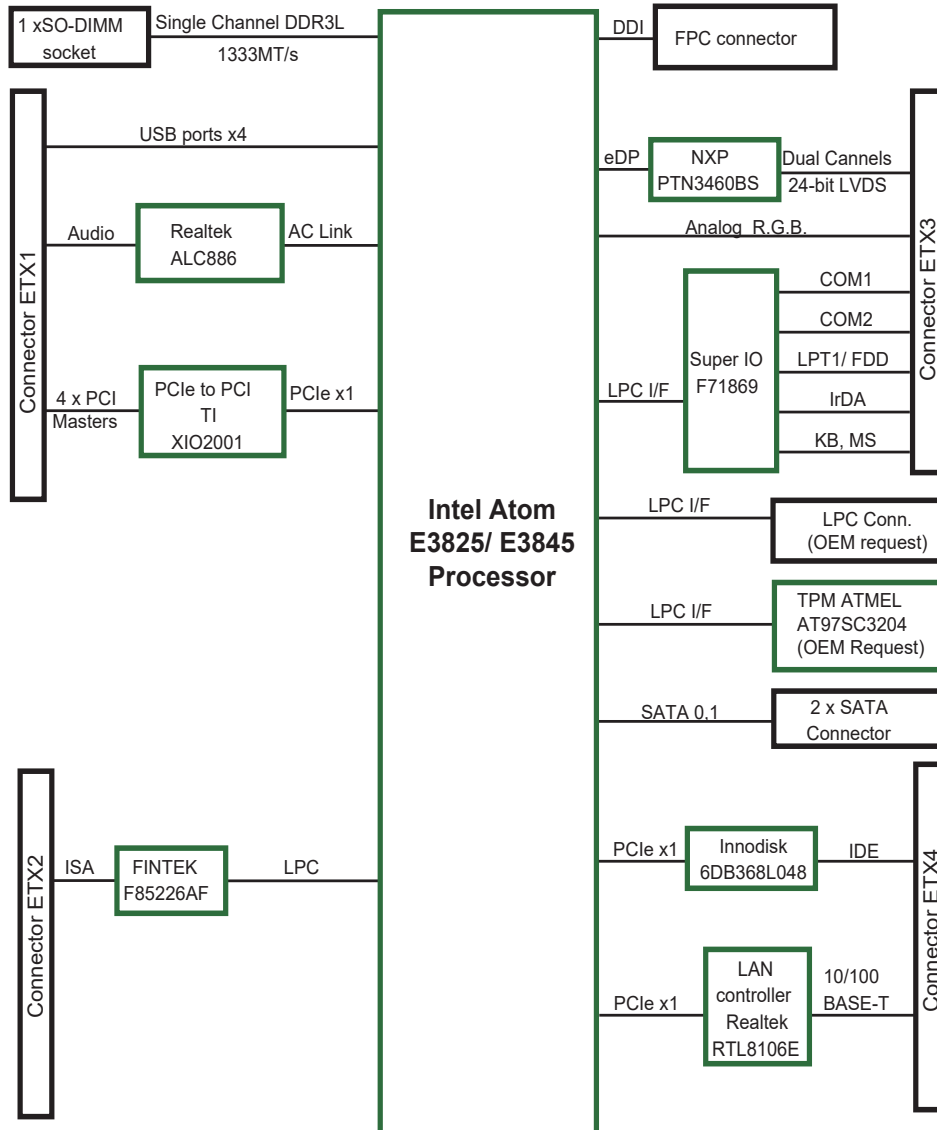 1 xSO-DIMM
socket
Single Channel DDR3L
1333MT/s
DDI
FPC connector
Connector ETX1
USB ports x4
Audio
Realtek
ALC886
AC Link
4 x PCI
Masters
PCIe to PCI
TI
XIO2001
PCIe x1
Intel Atom
E3825/ E3845
Processor
eDP
NXP
PTN3460BS
Dual Cannels
24-bit LVDS
Analog R.G.B.
LPC I/F
Super IO
F71869
COM1
COM2
LPT1/ FDD
IrDA
KB, MS
Connector ETX3
LPC I/F
LPC Conn.
(OEM request)
LPC I/F
TPM ATMEL
AT97SC3204
(OEM Request)
SATA 0,1
2 x SATA
Connector
Connector ETX2
ISA
FINTEK
F85226AF
LPC
PCIe x1
Innodisk
6DB368L048
IDE
PCIe x1
LAN
controller
Realtek
RTL8106E
10/100
BASE-T
Connector ETX4